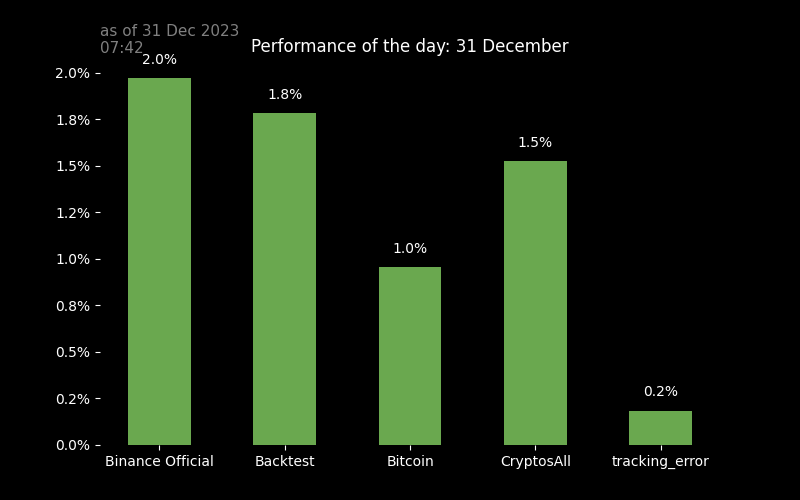 as of 31 Dec 2023
07:42
Performance of the day: 31 December
2.0%
1.8%
1.5%
1.2%
1.0%
0.8%
0.5%
0.2%
0.0%
2.0%
1.8%
1.0%
1.5%
0.2%
Binance Official
Backtest
Bitcoin
CryptosAll
tracking_error